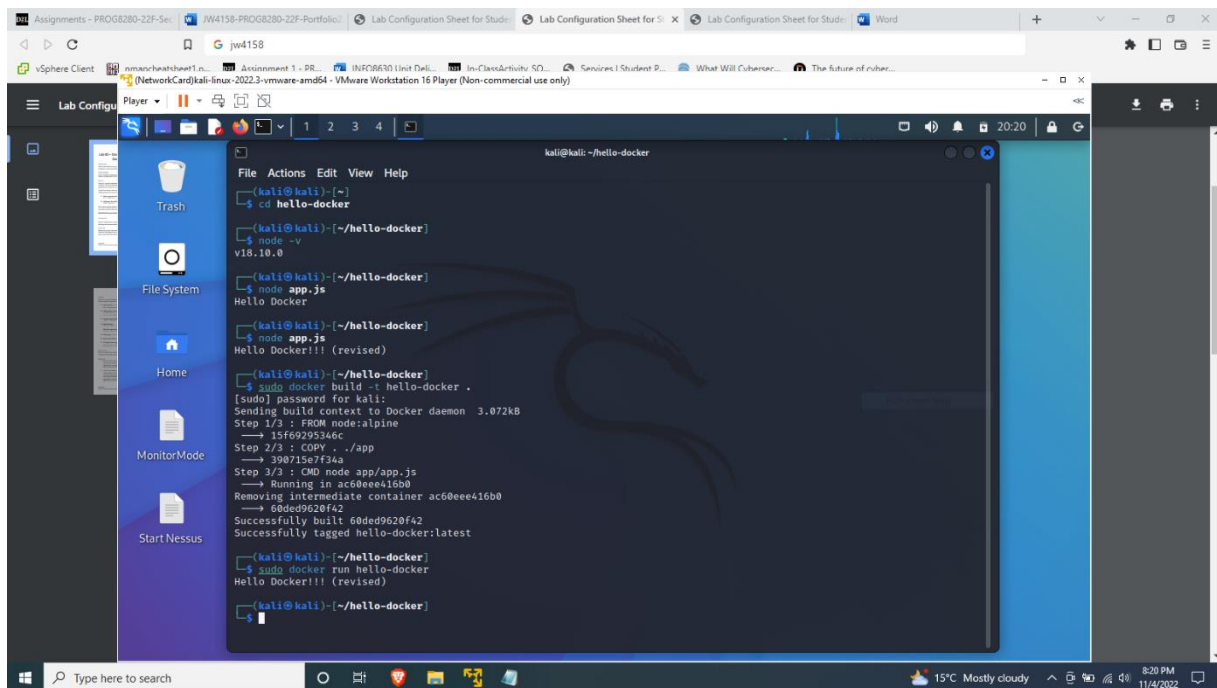 Assignments - PROG8280-22F-Sec
JW4158-PROG8280-22F-Portfolio2
Lab Configuration Sheet for Stude
Lab Configuration Sheet for S
Lab Configuration Sheet for Stude
Word
jw4158
vSphere Client
nmapcheatsheet1.p...
Assignment 1 - PR...
INFO8630 Unit Deli...
In-ClassActivity_SO...
Services | Student P...
What Will Cybersec...
The future of cyber...
(NetworkCard)kali-linux-2022.3-vmware-amd64 - VMware Workstation 16 Player (Non-commercial use only)
Lab Configu
Player
1 2 3 4
20:20
kali@kali: ~/hello-docker
File Actions Edit View Help
Trash
File System
Home
MonitorMode
Start Nessus
┌──(kali㉿kali)-[~]
└─$ cd hello-docker
┌──(kali㉿kali)-[~/hello-docker]
└─$ node -v
v18.10.0
┌──(kali㉿kali)-[~/hello-docker]
└─$ node app.js
Hello Docker
┌──(kali㉿kali)-[~/hello-docker]
└─$ node app.js
Hello Docker!!! (revised)
┌──(kali㉿kali)-[~/hello-docker]
└─$ sudo docker build -t hello-docker .
[sudo] password for kali:
Sending build context to Docker daemon  3.072kB
Step 1/3 : FROM node:alpine
 ---> 15f69295346c
Step 2/3 : COPY . ./app
 ---> 390715e7f34a
Step 3/3 : CMD node app/app.js
 ---> Running in ac60eee416b0
Removing intermediate container ac60eee416b0
 ---> 60ded9620f42
Successfully built 60ded9620f42
Successfully tagged hello-docker:latest
┌──(kali㉿kali)-[~/hello-docker]
└─$ sudo docker run hello-docker
Hello Docker!!! (revised)
┌──(kali㉿kali)-[~/hello-docker]
└─$
Type here to search
15°C Mostly cloudy
8:20 PM
11/4/2022